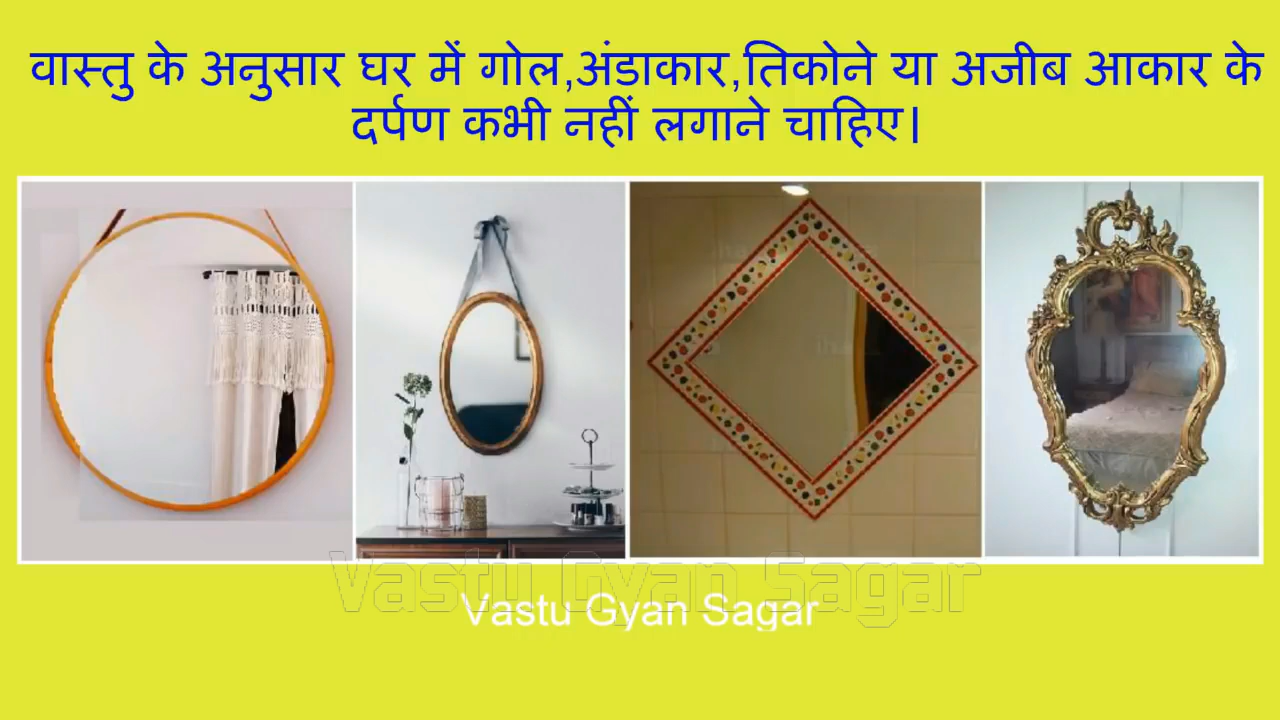 वास्तु के अनुसार घर में गोल,अंडाकार,तिकोने या अजीब आकार के
दर्पण कभी नहीं लगाने चाहिए।
Vastu Gyan Sagar
Vastu Gyan Sagar